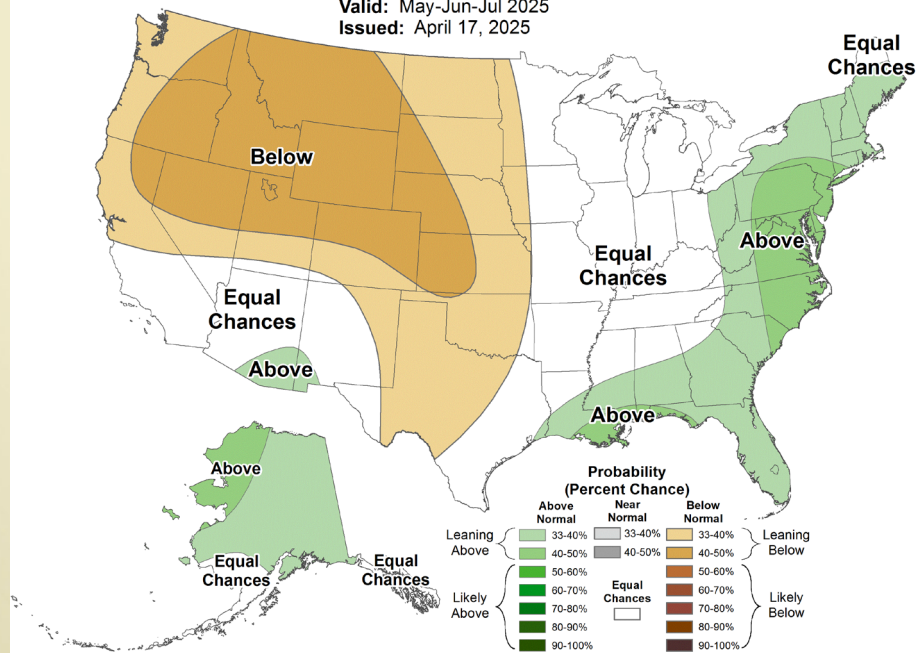 Valid: May-Jun-Jul 2025
Issued: April 17, 2025
Equal
Chances
Below
Above
Equal
Chances
Equal
Chances
Above
Above
Above
Equal
Chances
Equal
Chances
Probability
(Percent Chance)
Above
Normal
Near
Normal
Below
Normal
Leaning
Above
33-40%
40-50%
33-40%
40-50%
33-40%
40-50%
Leaning
Below
Likely
Above
50-60%
60-70%
70-80%
80-90%
90-100%
Equal
Chances
50-60%
60-70%
70-80%
80-90%
90-100%
Likely
Below